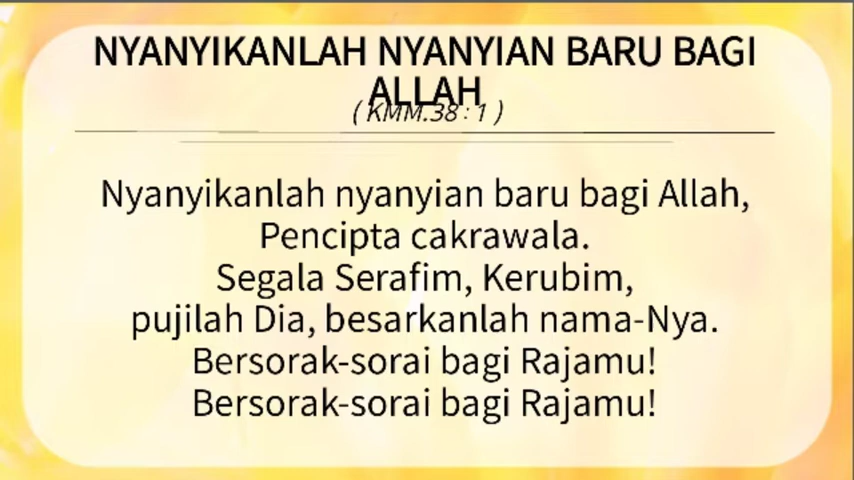 NYANYIKANLAH NYANYIAN BARU BAGI
ALLAH
( KMM.38 : 1 )
Nyanyikanlah nyanyian baru bagi Allah,
Pencipta cakrawala.
Segala Serafim, Kerubim,
pujilah Dia, besarkanlah nama-Nya.
Bersorak-sorai bagi Rajamu!
Bersorak-sorai bagi Rajamu!